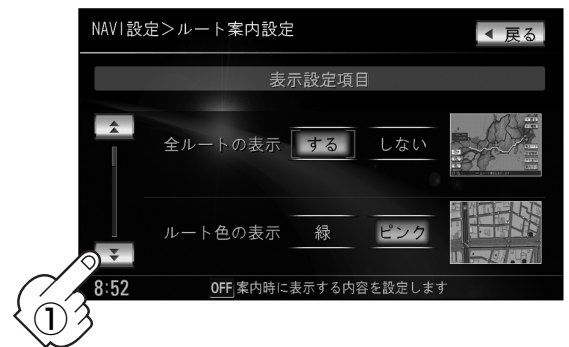 NAVI設定＞ルート案内設定
◀ 戻る
表示設定項目
全ルートの表示 する しない
ルート色の表示 緑 ピンク
8:52 OFF 案内時に表示する内容を設定します
①